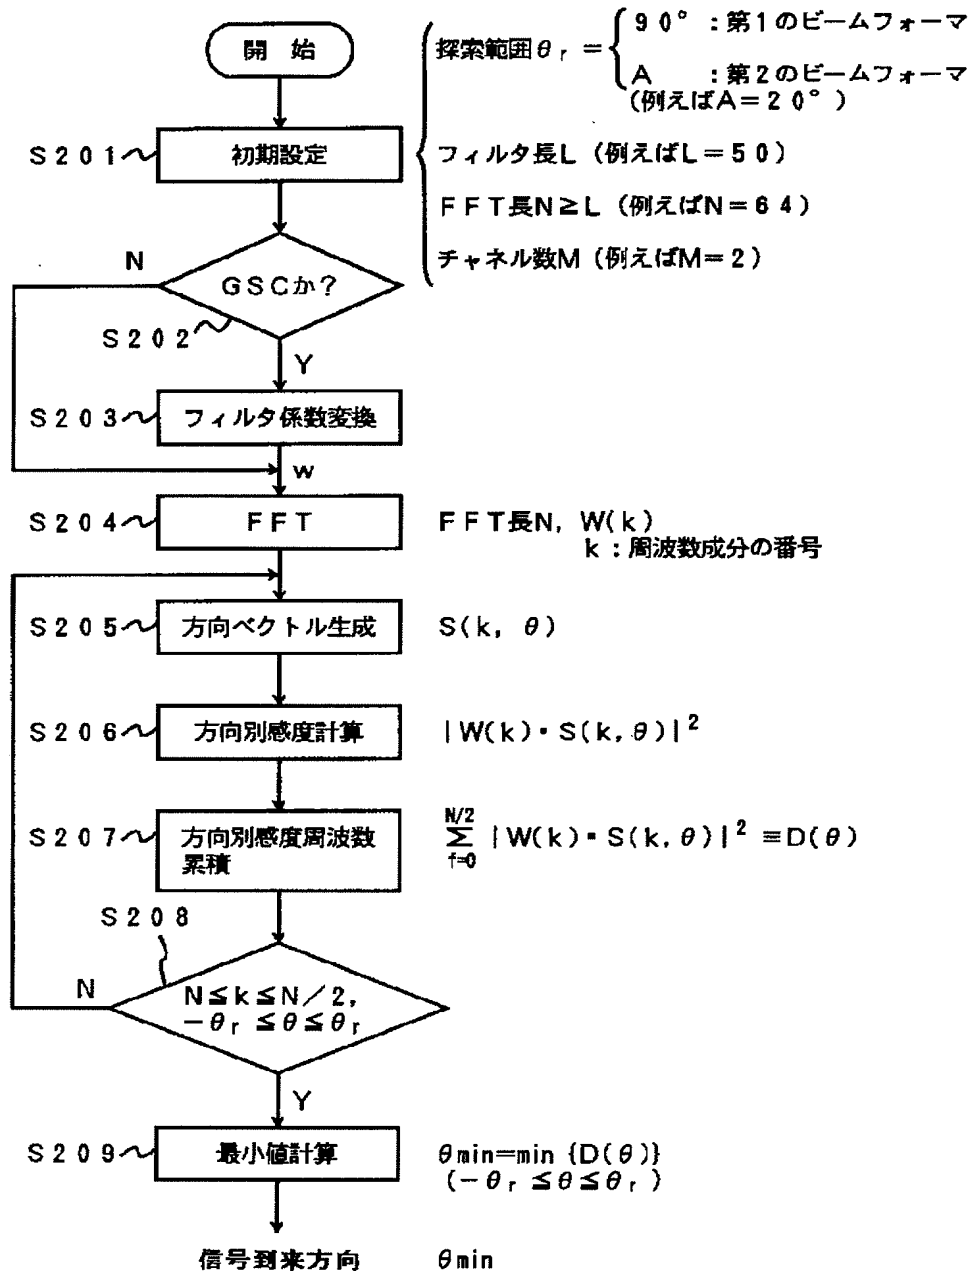 開 始
探索範囲θr = { 90° :第1のビームフォーマ
A :第2のビームフォーマ
(例えばA=20°)
S201 初期設定
フィルタ長L (例えばL=50)
FFT長N≧L (例えばN=64)
チャネル数M (例えばM=2)
N
GSCか?
S202
Y
S203 フィルタ係数変換
w
S204 FFT
FFT長N, W(k)
k:周波数成分の番号
S205 方向ベクトル生成
S(k, θ)
S206 方向別感度計算
|W(k)・S(k,θ)|²
S207 方向別感度周波数
累積
N/2
Σ |W(k)・S(k,θ)|² ≡D(θ)
f=0
S208
N
N≦k≦N/2,
-θr≦θ≦θr
Y
S209 最小値計算
θmin=min {D(θ)}
(-θr≦θ≦θr)
信号到来方向 θmin